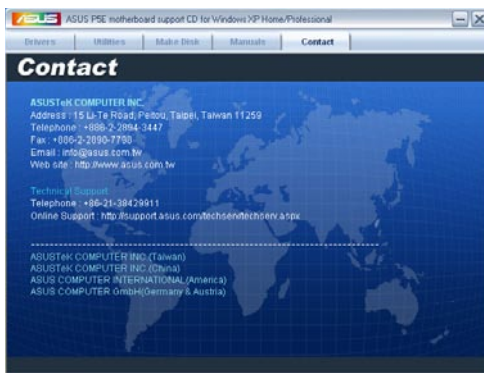 ASUS ASUS P5E motherboard support CD for Windows XP Home/Professional
Drivers Utilities Make Disk Manuals Contact
Contact
ASUSTeK COMPUTER INC.
Address : 15 Li-Te Road, Peitou, Taipei, Taiwan 11259
Telephone : +886-2-2894-3447
Fax : +886-2-2890-7798
Email : info@asus.com.tw
Web site : http://www.asus.com.tw
Technical Support
Telephone : +86-21-38429911
Online Support : http://support.asus.com/techserv/techserv.aspx
ASUSTeK COMPUTER INC.(Taiwan)
ASUSTeK COMPUTER INC.(China)
ASUS COMPUTER INTERNATIONAL(America)
ASUS COMPUTER GmbH(Germany & Austria)